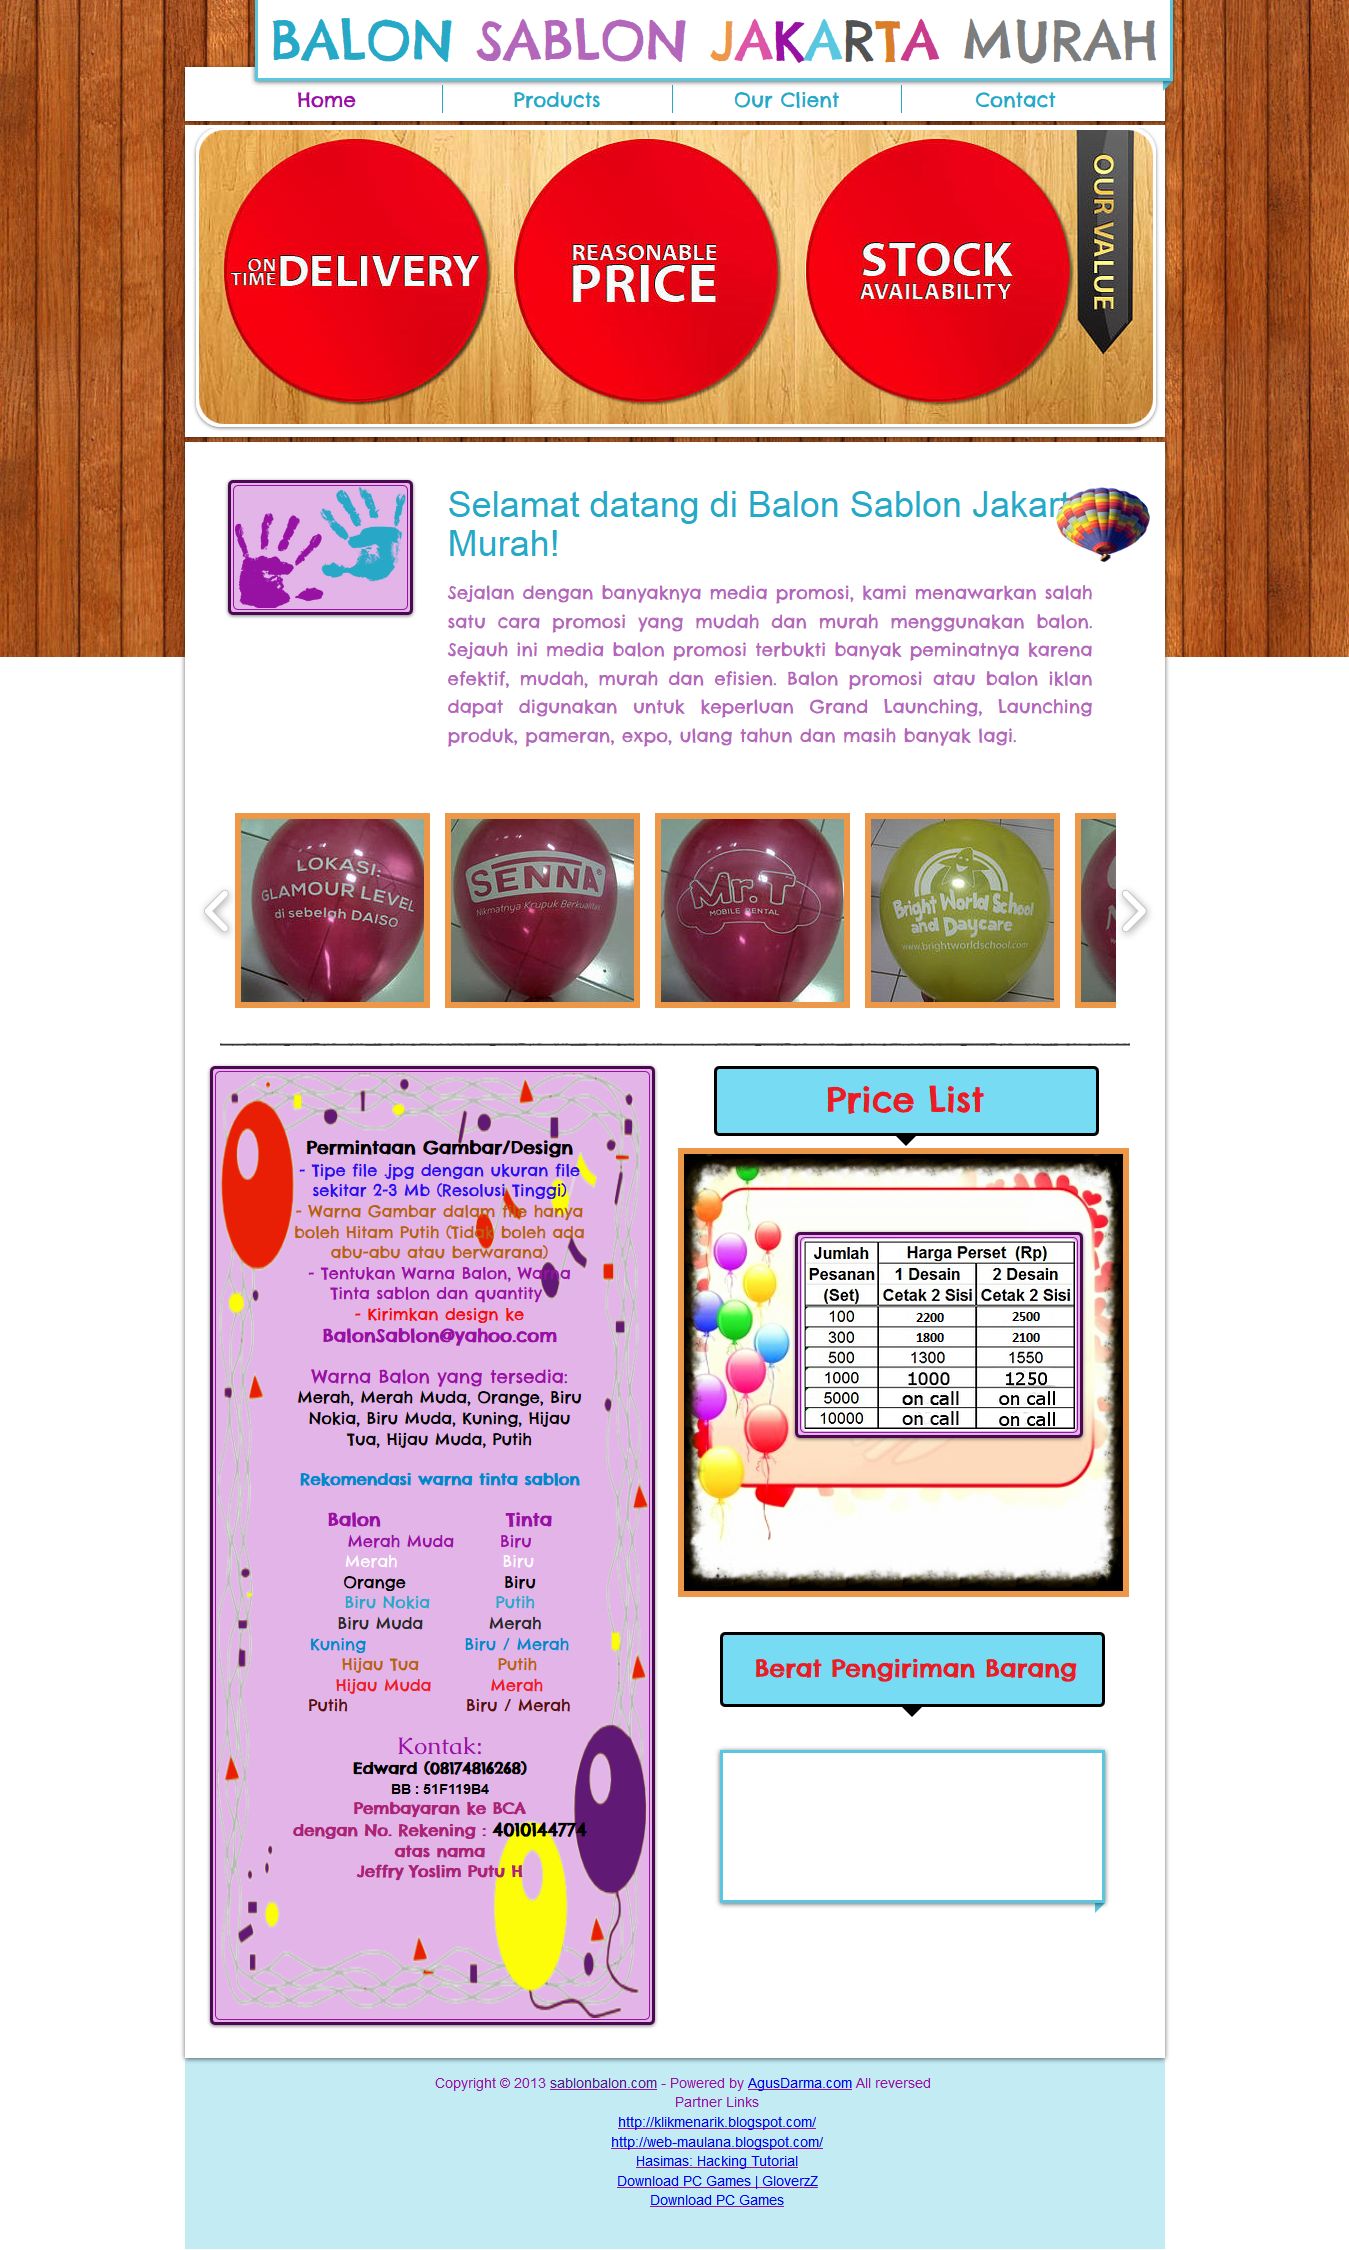 BALON SABLON JAKARTA MURAH
Home
Products
Our Client
Contact
ON TIME DELIVERY
REASONABLE
PRICE
STOCK
AVAILABILITY
OUR VALUE
Selamat datang di Balon Sablon Jakart
Murah!
Sejalan dengan banyaknya media promosi, kami menawarkan salah
satu cara promosi yang mudah dan murah menggunakan balon.
Sejauh ini media balon promosi terbukti banyak peminatnya karena
efektif, mudah, murah dan efisien. Balon promosi atau balon iklan
dapat digunakan untuk keperluan Grand Launching, Launching
produk, pameran, expo, ulang tahun dan masih banyak lagi.
LOKASI:
GLAMOUR LEVEL
di sebelah DAISO
SENNA
Nikmatnya Krupuk Berkualitas
Mr.T
MOBILE RENTAL
Bright World School
and Daycare
www.brightworldschool.com
Permintaan Gambar/Design
- Tipe file .jpg dengan ukuran file
sekitar 2-3 Mb (Resolusi Tinggi)
- Warna Gambar dalam file hanya
boleh Hitam Putih (Tidak boleh ada
abu-abu atau berwarana)
- Tentukan Warna Balon, Warna
Tinta sablon dan quantity
- Kirimkan design ke
BalonSablon@yahoo.com
Warna Balon yang tersedia:
Merah, Merah Muda, Orange, Biru
Nokia, Biru Muda, Kuning, Hijau
Tua, Hijau Muda, Putih
Rekomendasi warna tinta sablon
Balon Tinta
Merah Muda Biru
Merah Biru
Orange Biru
Biru Nokia Putih
Biru Muda Merah
Kuning Biru / Merah
Hijau Tua Putih
Hijau Muda Merah
Putih Biru / Merah
Kontak:
Edward (08174816268)
BB : 51F119B4
Pembayaran ke BCA
dengan No. Rekening : 4010144774
atas nama
Jeffry Yoslim Putu H
Price List
Jumlah Harga Perset (Rp)
Pesanan 1 Desain 2 Desain
(Set) Cetak 2 Sisi Cetak 2 Sisi
100 2200 2500
300 1800 2100
500 1300 1550
1000 1000 1250
5000 on call on call
10000 on call on call
Berat Pengiriman Barang
Copyright © 2013 sablonbalon.com - Powered by AgusDarma.com All reversed
Partner Links
http://klikmenarik.blogspot.com/
http://web-maulana.blogspot.com/
Hasimas: Hacking Tutorial
Download PC Games | GloverzZ
Download PC Games